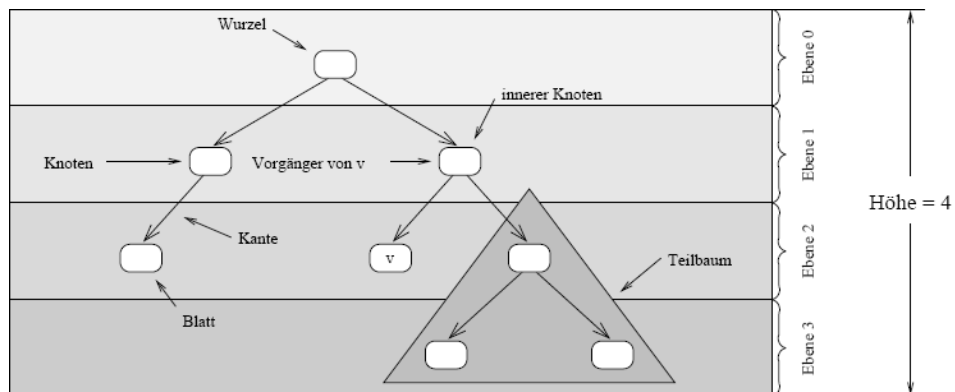 Wurzel
Ebene 0
innerer Knoten
Knoten
Vorgänger von v
Ebene 1
Höhe = 4
Kante
v
Ebene 2
Teilbaum
Blatt
Ebene 3